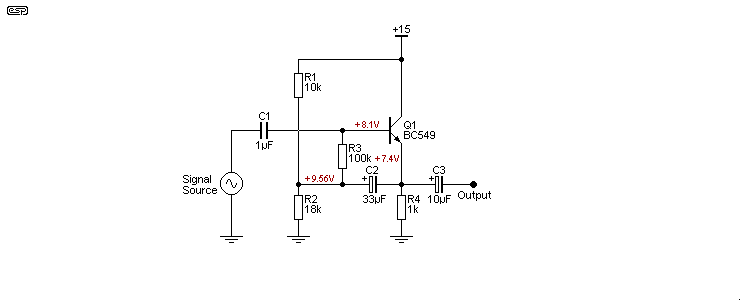 esp
+15
R1
10k
C1
1µF
+8.1V
Q1
BC549
R3
100k
+7.4V
Signal
Source
+9.56V
C2
+
33µF
C3
+
10µF
Output
R2
18k
R4
1k